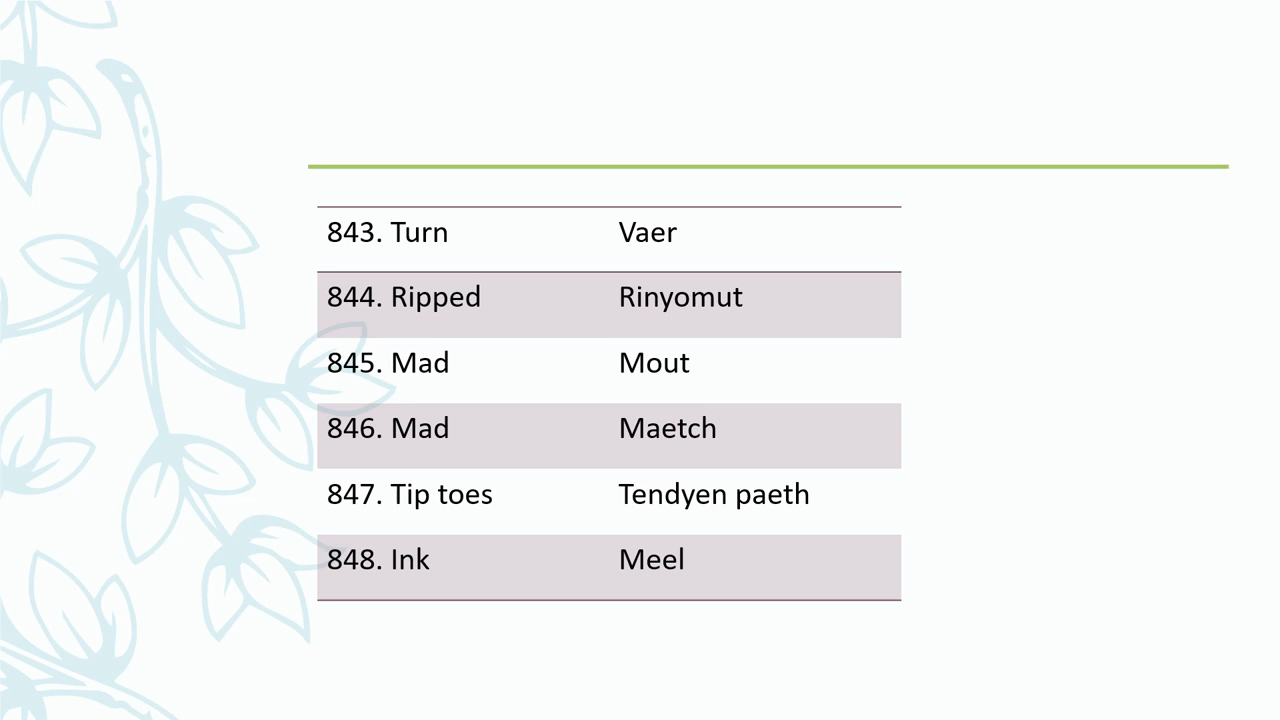 843. Turn Vaer
844. Ripped Rinyomut
845. Mad Mout
846. Mad Maetch
847. Tip toes Tendyen paeth
848. Ink Meel